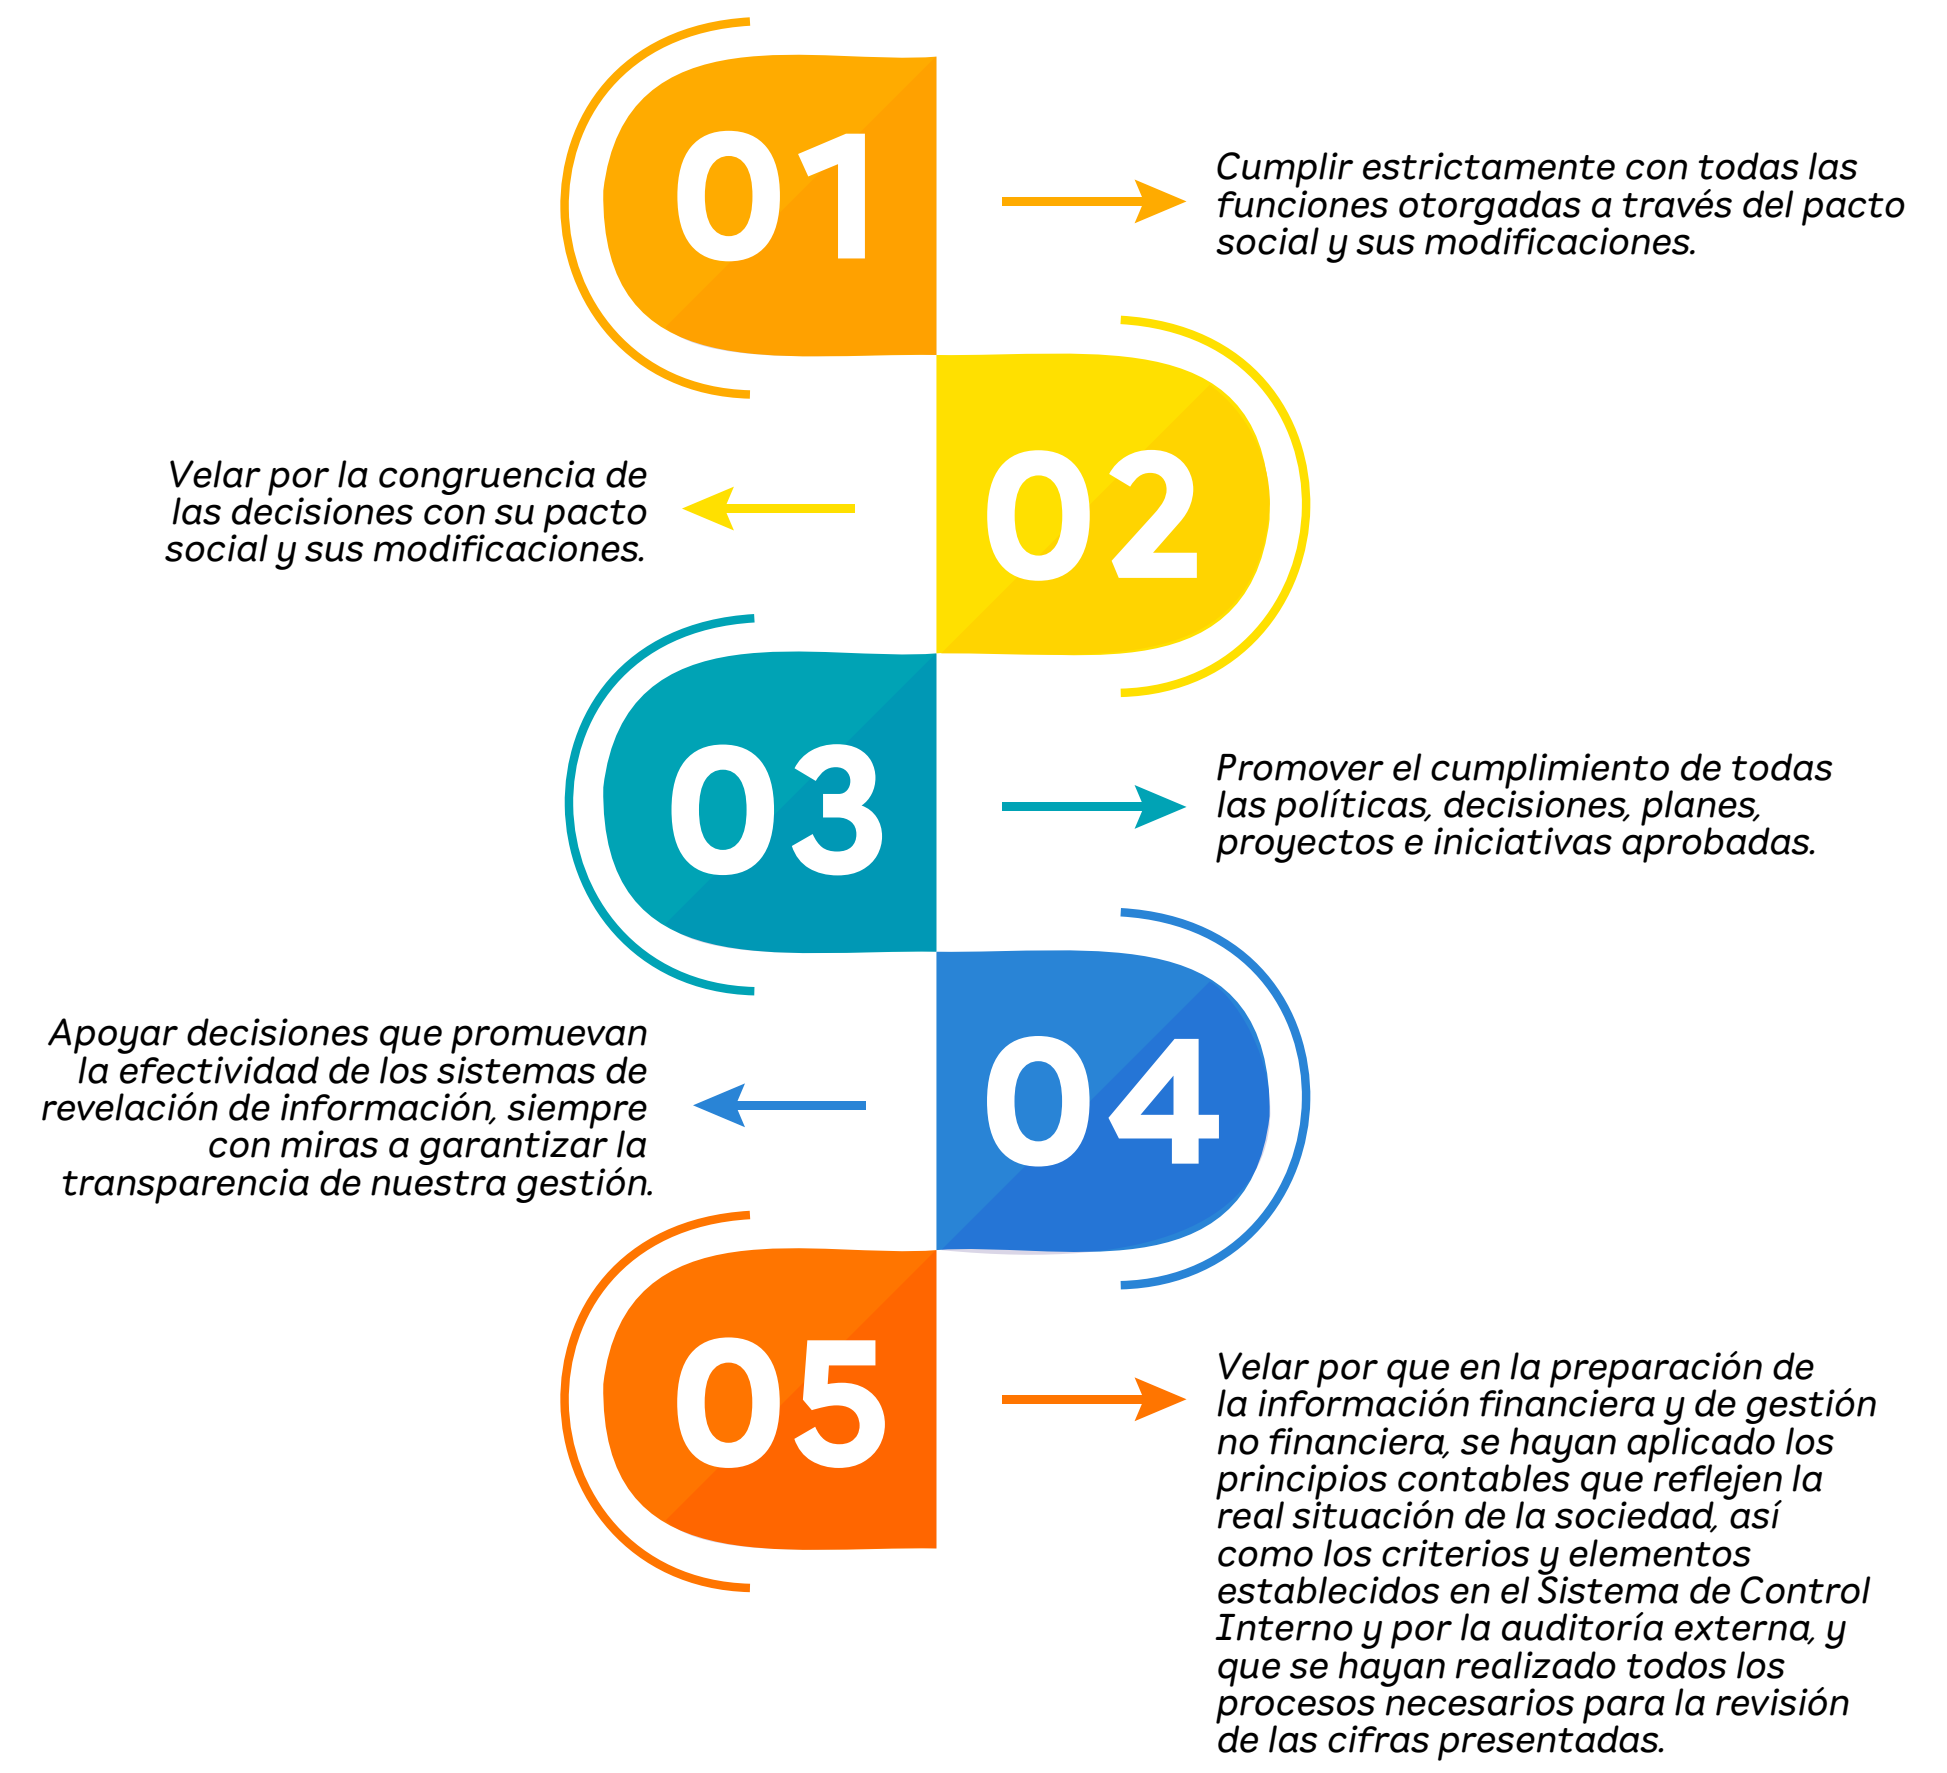 01
Cumplir estrictamente con todas las
funciones otorgadas a través del pacto
social y sus modificaciones.
02
Velar por la congruencia de
las decisiones con su pacto
social y sus modificaciones.
03
Promover el cumplimiento de todas
las políticas, decisiones, planes,
proyectos e iniciativas aprobadas.
04
Apoyar decisiones que promuevan
la efectividad de los sistemas de
revelación de información, siempre
con miras a garantizar la
transparencia de nuestra gestión.
05
Velar por que en la preparación de
la información financiera y de gestión
no financiera, se hayan aplicado los
principios contables que reflejen la
real situación de la sociedad, así
como los criterios y elementos
establecidos en el Sistema de Control
Interno y por la auditoría externa, y
que se hayan realizado todos los
procesos necesarios para la revisión
de las cifras presentadas.